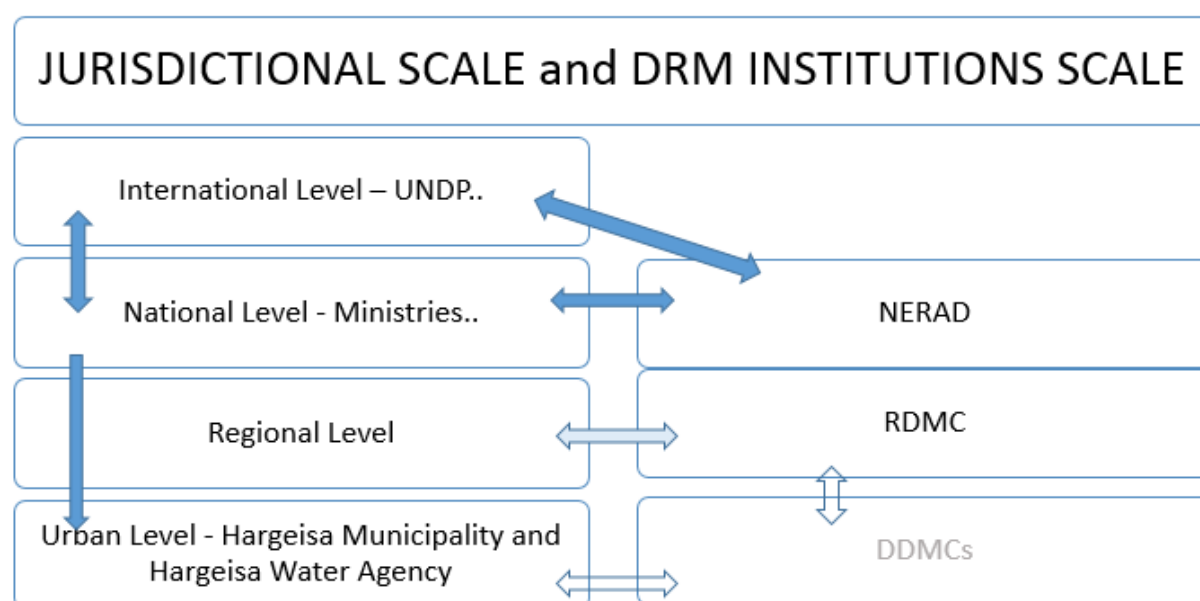 JURISDICTIONAL SCALE and DRM INSTITUTIONS SCALE
International Level – UNDP..
National Level - Ministries..
NERAD
Regional Level
RDMC
Urban Level - Hargeisa Municipality and
Hargeisa Water Agency
DDMCs